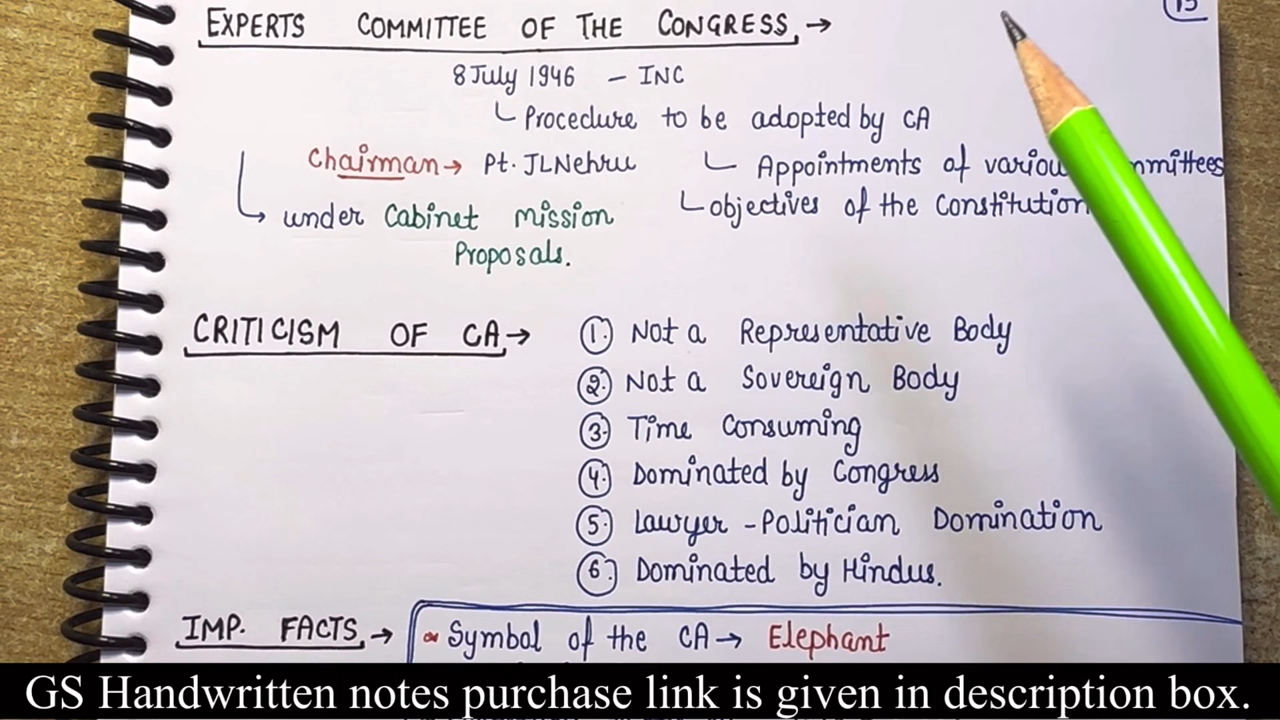 15
EXPERTS COMMITTEE OF THE CONGRESS →
8 July 1946 – INC
Procedure to be adopted by CA
Chairman → Pt. JLNehru
Appointments of
under Cabinet mission
Proposals.
objectives of the Constitution
CRITICISM OF CA →
1. Not a Representative Body
2. Not a Sovereign Body
3. Time Consuming
4. Dominated by Congress
5. Lawyer - Politician Domination
6. Dominated by Hindus.
IMP. FACTS →
Symbol of the CA → Elephant
GS Handwritten notes purchase link is given in description box.